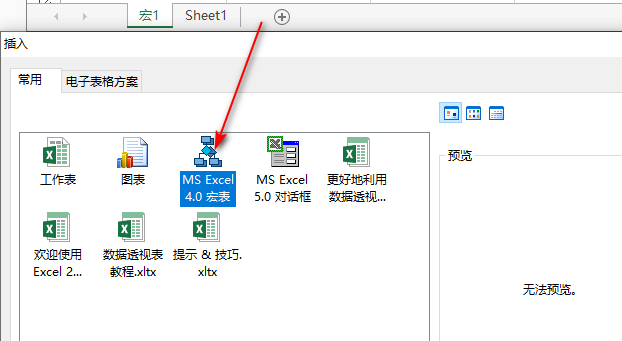 宏1
Sheet1
插入
常用
电子表格方案
工作表
图表
MS Excel
4.0 宏表
MS Excel
5.0 对话框
更好地利用
数据透视...
预览
欢迎使用
Excel 2...
数据透视表
教程.xltx
提示 & 技巧.
xltx
无法预览。